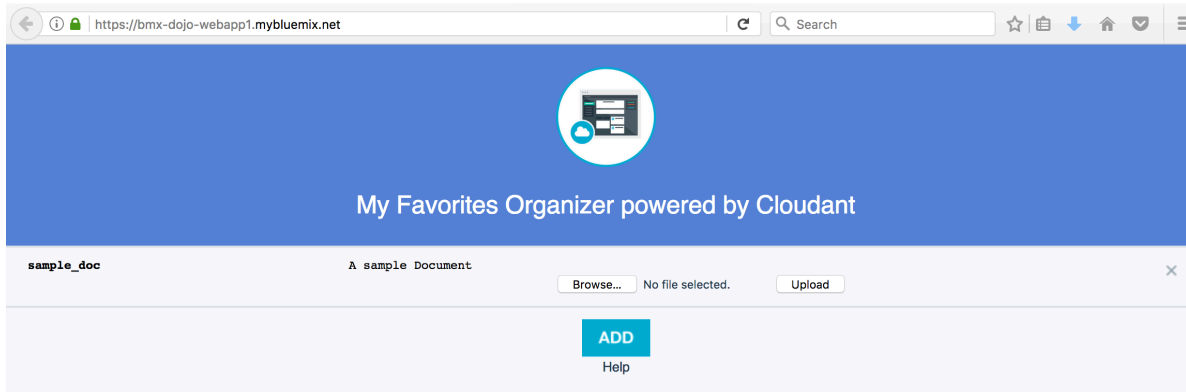 https://bmx-dojo-webapp1.mybluemix.net
Search
My Favorites Organizer powered by Cloudant
sample_doc
A sample Document
Browse... No file selected. Upload
ADD
Help